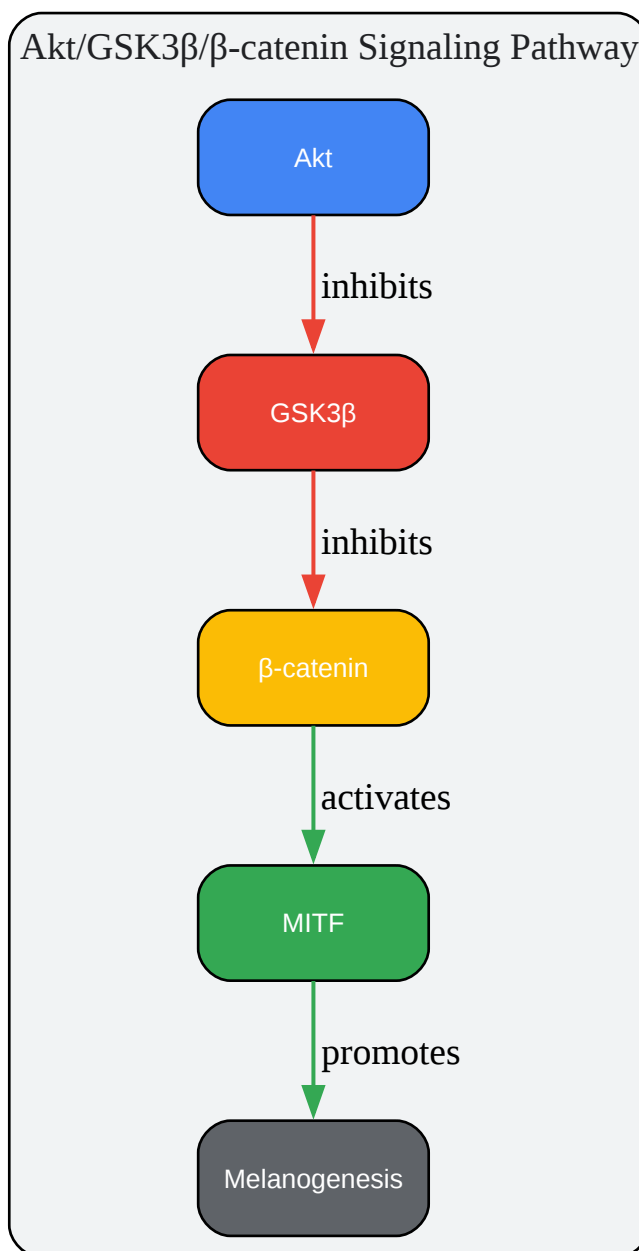 Akt/GSK3β/β-catenin Signaling Pathway
Akt
inhibits
GSK3β
inhibits
β-catenin
activates
MITF
promotes
Melanogenesis